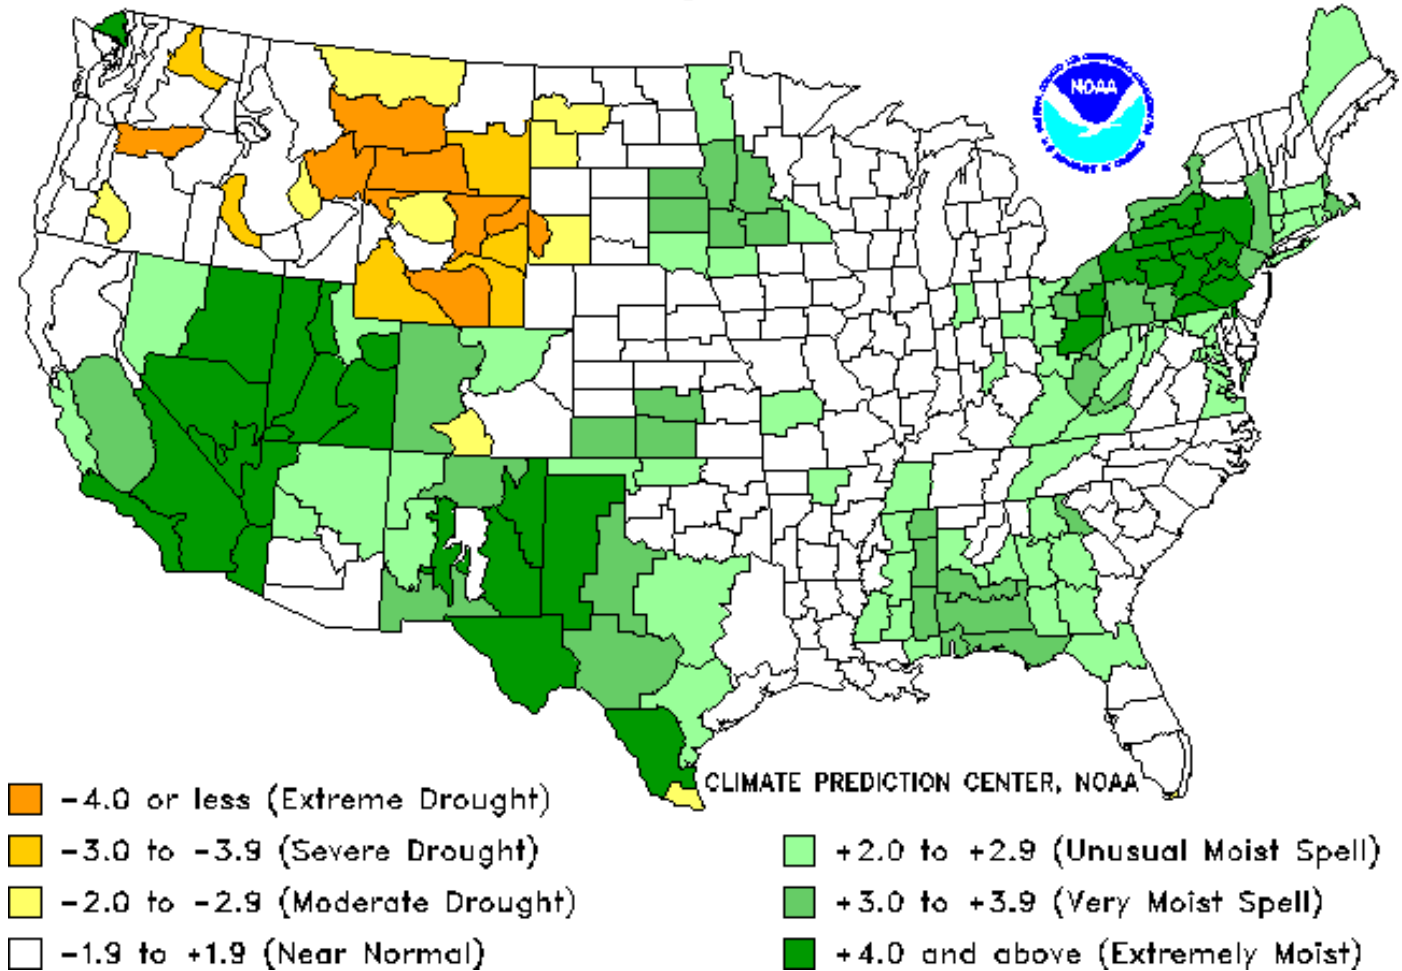 NOAA
CLIMATE PREDICTION CENTER, NOAA
-4.0 or less (Extreme Drought)
-3.0 to -3.9 (Severe Drought)
-2.0 to -2.9 (Moderate Drought)
-1.9 to +1.9 (Near Normal)
+2.0 to +2.9 (Unusual Moist Spell)
+3.0 to +3.9 (Very Moist Spell)
+4.0 and above (Extremely Moist)